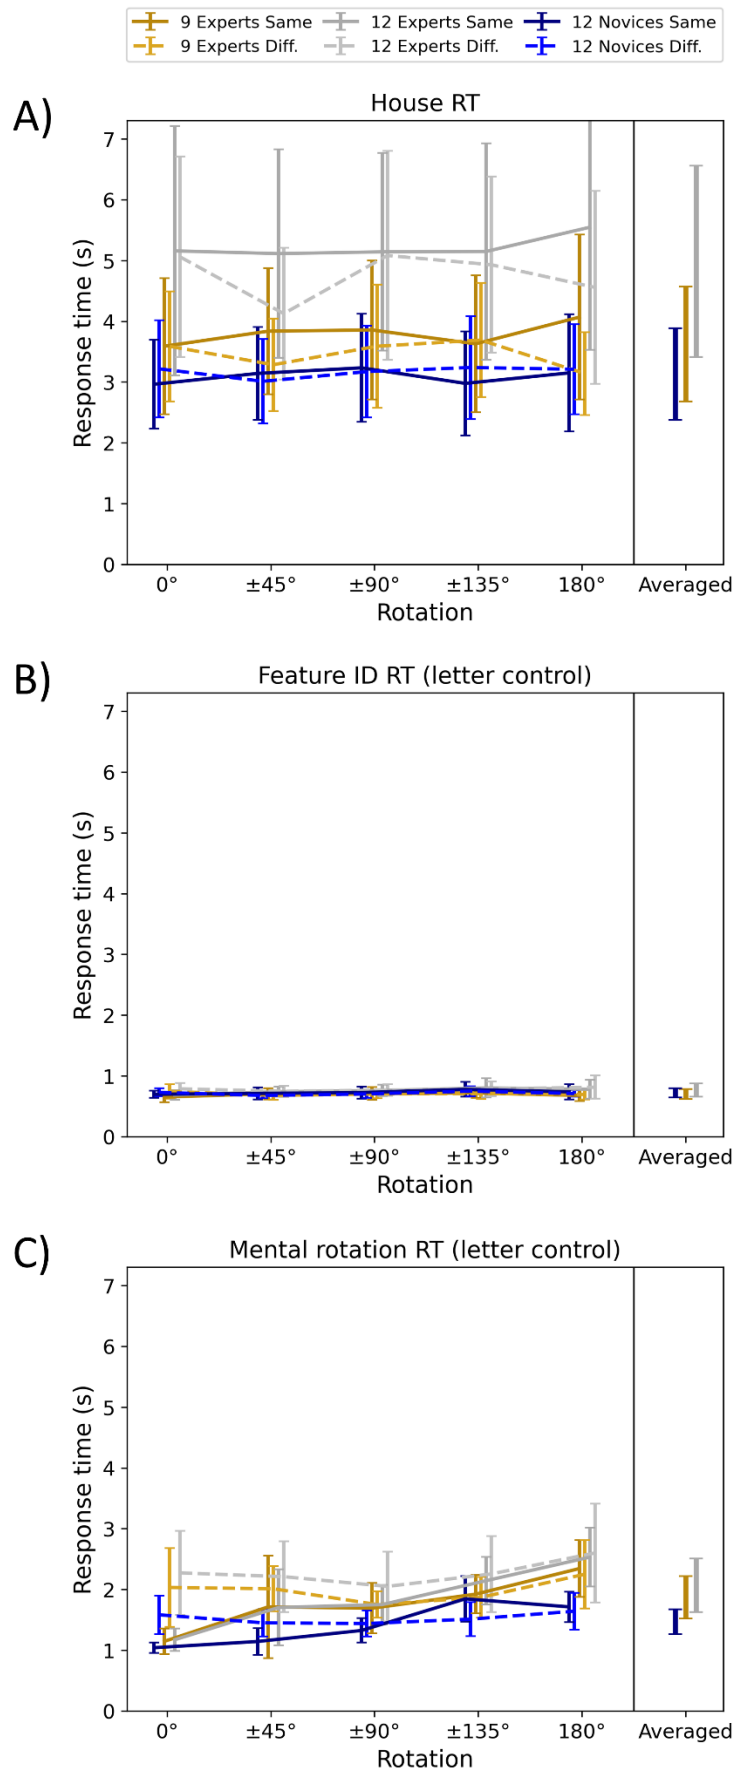 9 Experts Same 12 Experts Same 12 Novices Same
9 Experts Diff. 12 Experts Diff. 12 Novices Diff.
A)
House RT
7
6
5
4
3
2
1
0
Response time (s)
0° ±45° ±90° ±135° 180° Averaged
Rotation
B)
Feature ID RT (letter control)
7
6
5
4
3
2
1
0
Response time (s)
0° ±45° ±90° ±135° 180° Averaged
Rotation
C)
Mental rotation RT (letter control)
7
6
5
4
3
2
1
0
Response time (s)
0° ±45° ±90° ±135° 180° Averaged
Rotation